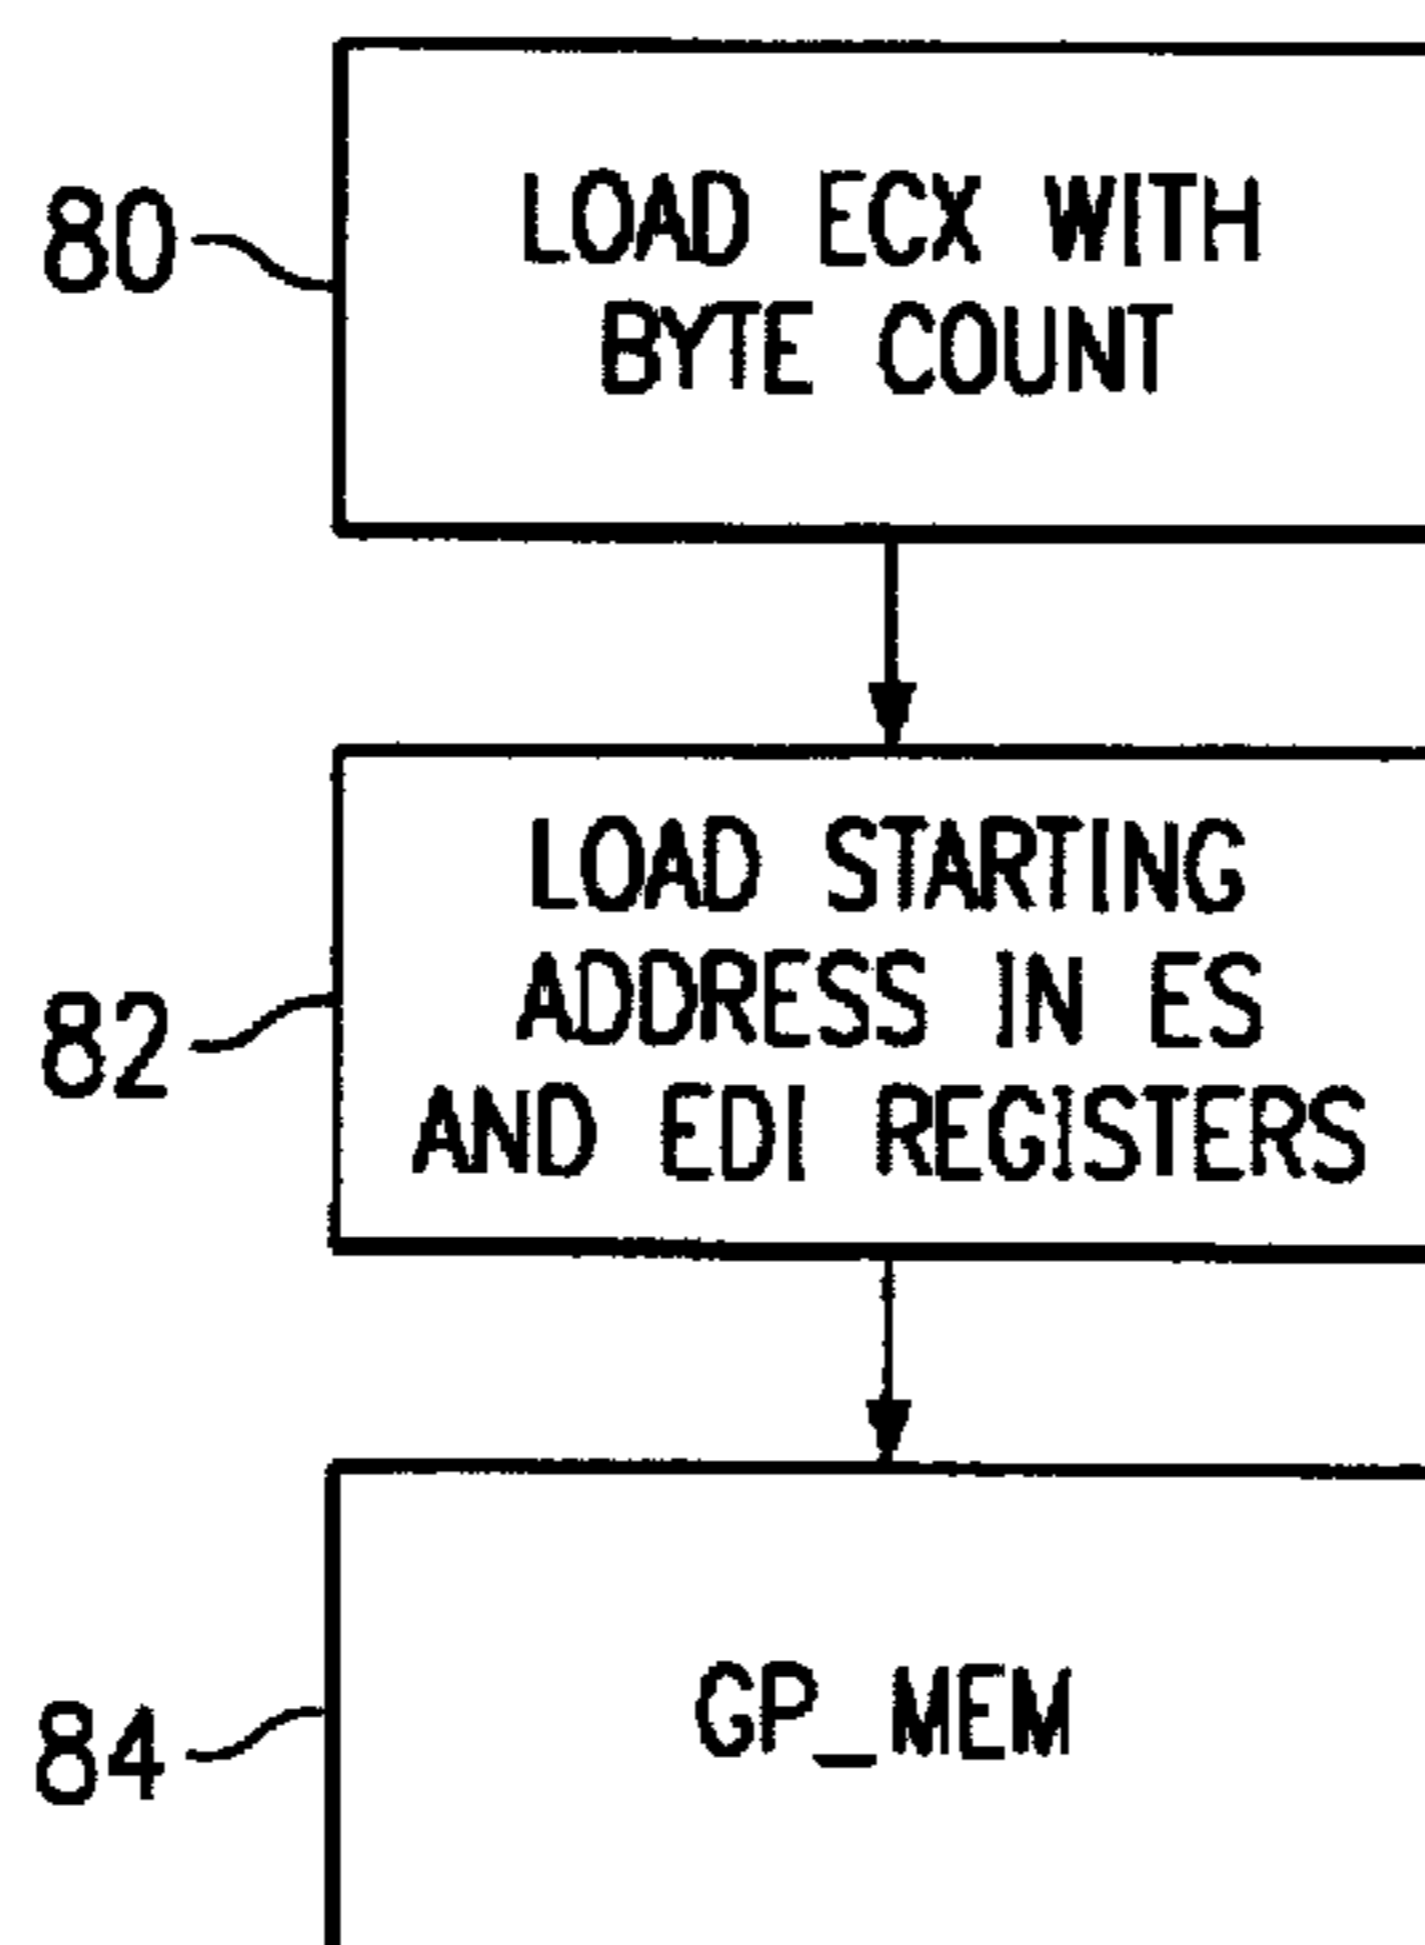 80
LOAD ECX WITH
BYTE COUNT
82
LOAD STARTING
ADDRESS IN ES
AND EDI REGISTERS
84
GP_MEM